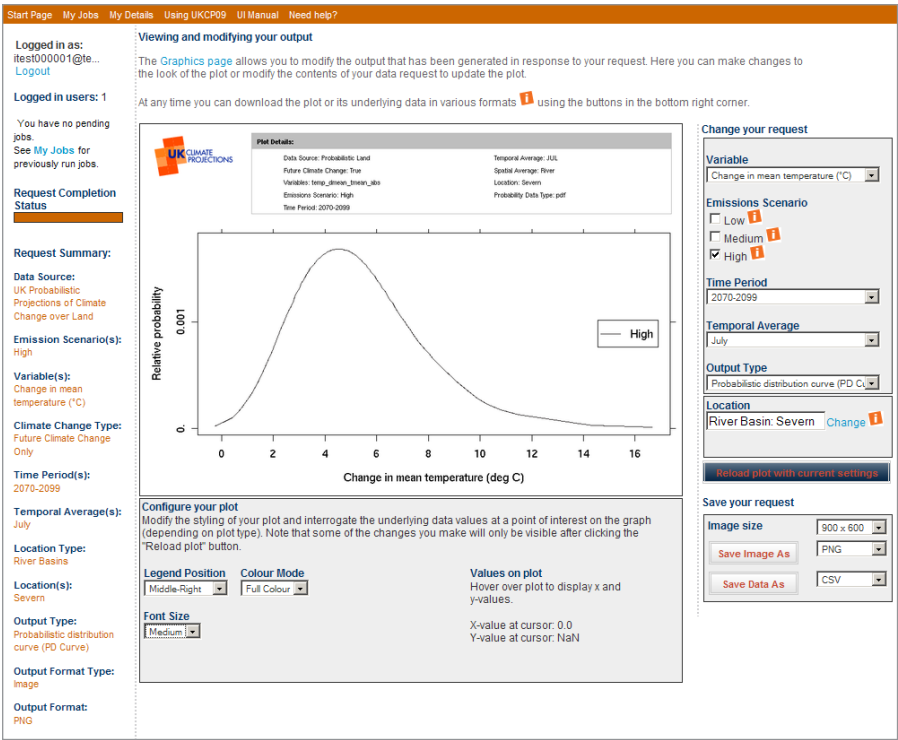 Start Page My Jobs My Details Using UKCP09 UI Manual Need help?
Logged in as:
itest000001@te...
Logout
Logged in users: 1
You have no pending
jobs.
See My Jobs for
previously run jobs.
Request Completion
Status
Request Summary:
Data Source:
UK Probabilistic
Projections of Climate
Change over Land
Emission Scenario(s):
High
Variable(s):
Change in mean
temperature (°C)
Climate Change Type:
Future Climate Change
Only
Time Period(s):
2070-2099
Temporal Average(s):
July
Location Type:
River Basins
Location(s):
Severn
Output Type:
Probabilistic distribution
curve (PD Curve)
Output Format Type:
Image
Output Format:
PNG
Viewing and modifying your output
The Graphics page allows you to modify the output that has been generated in response to your request. Here you can make changes to
the look of the plot or modify the contents of your data request to update the plot.
At any time you can download the plot or its underlying data in various formats i using the buttons in the bottom right corner.
UK CLIMATE
PROJECTIONS
Plot Details:
Data Source: Probabilistic Land
Future Climate Change: True
Variables: temp_dmean_tmean_abs
Emissions Scenario: High
Time Period: 2070-2099
Temporal Average: JUL
Spatial Average: River
Location: Severn
Probability Data Type: pdf
Relative probability
0.001
0.
High
0 2 4 6 8 10 12 14 16
Change in mean temperature (deg C)
Configure your plot
Modify the styling of your plot and interrogate the underlying data values at a point of interest on the graph
(depending on plot type). Note that some of the changes you make will only be visible after clicking the
"Reload plot" button.
Legend Position Colour Mode
Middle-Right Full Colour
Font Size
Medium
Values on plot
Hover over plot to display x and
y-values.
X-value at cursor: 0.0
Y-value at cursor: NaN
Change your request
Variable
Change in mean temperature (°C)
Emissions Scenario
Low i
Medium i
High i
Time Period
2070-2099
Temporal Average
July
Output Type
Probabilistic distribution curve (PD Cu
Location
River Basin: Severn Change i
Reload plot with current settings
Save your request
Image size 900 x 600
Save Image As PNG
Save Data As CSV